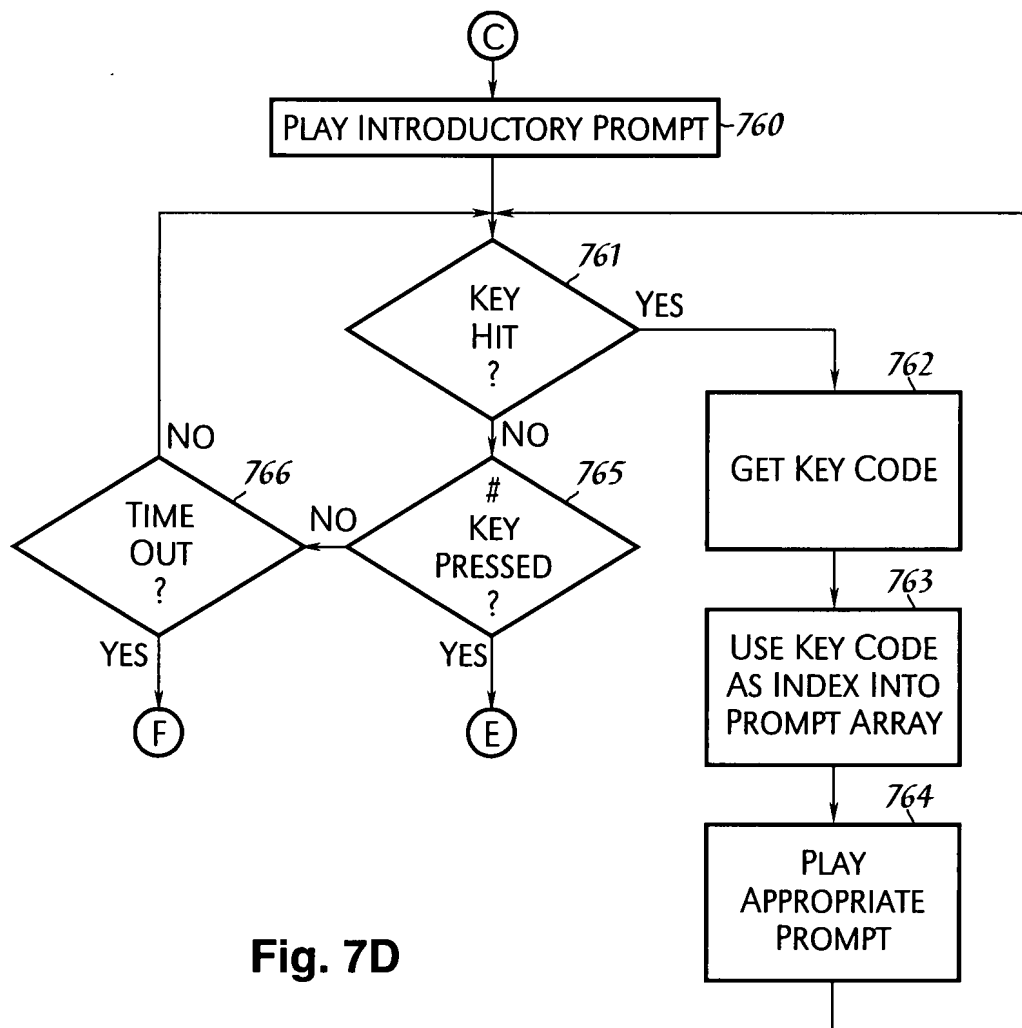 C
PLAY INTRODUCTORY PROMPT
760
761
KEY
HIT
?
YES
NO
762
GET KEY CODE
NO
766
TIME
OUT
?
YES
NO
765
#
KEY
PRESSED
?
YES
763
USE KEY CODE
AS INDEX INTO
PROMPT ARRAY
F
E
764
PLAY
APPROPRIATE
PROMPT
Fig. 7D